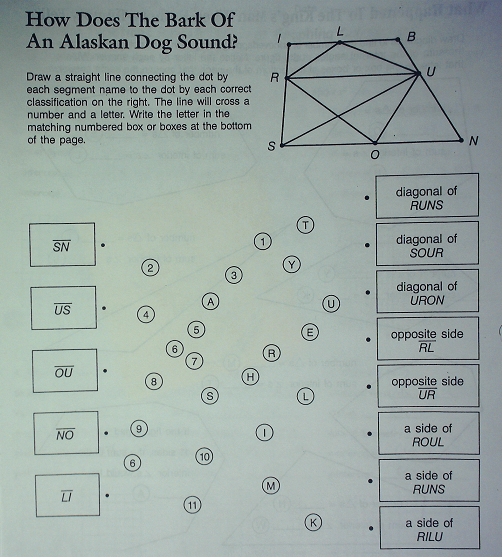 How Does The Bark Of
An Alaskan Dog Sound?
Draw a straight line connecting the dot by
each segment name to the dot by each correct
classification on the right. The line will cross a
number and a letter. Write the letter in the
matching numbered box or boxes at the bottom
of the page.
I
L
B
R
U
S
O
N
diagonal of
RUNS
T
1
diagonal of
SOUR
SN
Y
2
3
diagonal of
URON
A
U
US
4
5
E
opposite side
RL
6
R
7
OU
8
H
opposite side
UR
S
L
a side of
ROUL
NO
9
I
6
10
a side of
RUNS
LI
M
11
K
a side of
RILU